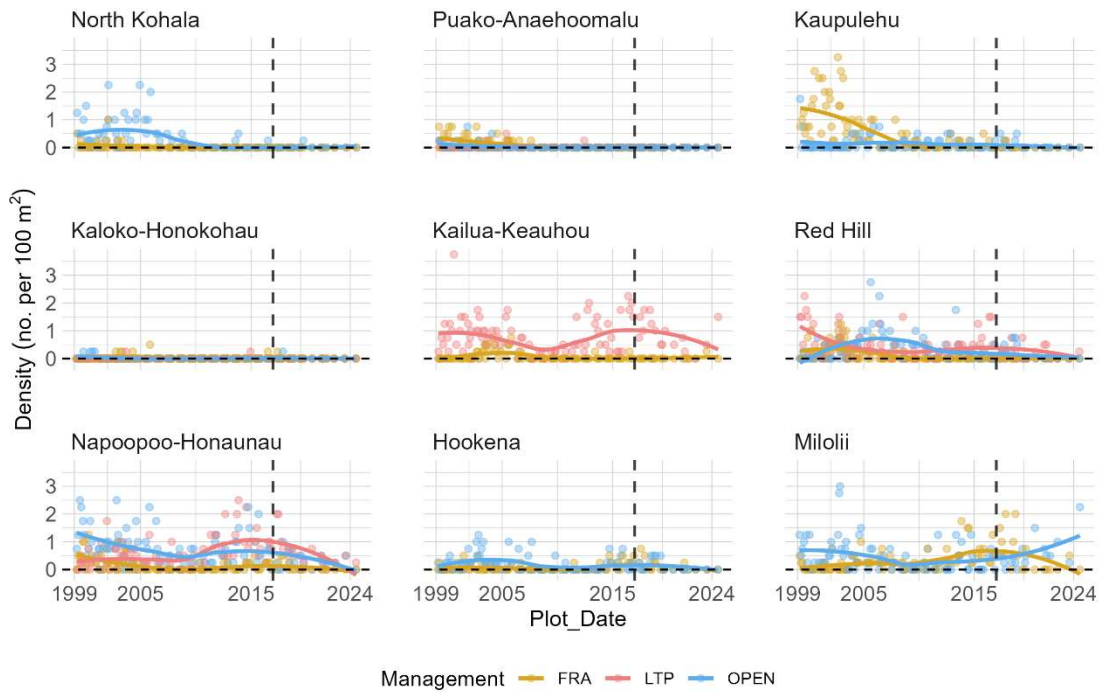 North Kohala
Puako-Anaehoomalu
Kaupulehu
3
2
1
0
Kaloko-Honokohau
Kailua-Keauhou
Red Hill
3
2
1
0
Density (no. per 100 m²)
Napoopoo-Honaunau
Hookena
Milolii
3
2
1
0
1999 2005 2015 2024
1999 2005 2015 2024
1999 2005 2015 2024
Plot_Date
Management FRA LTP OPEN